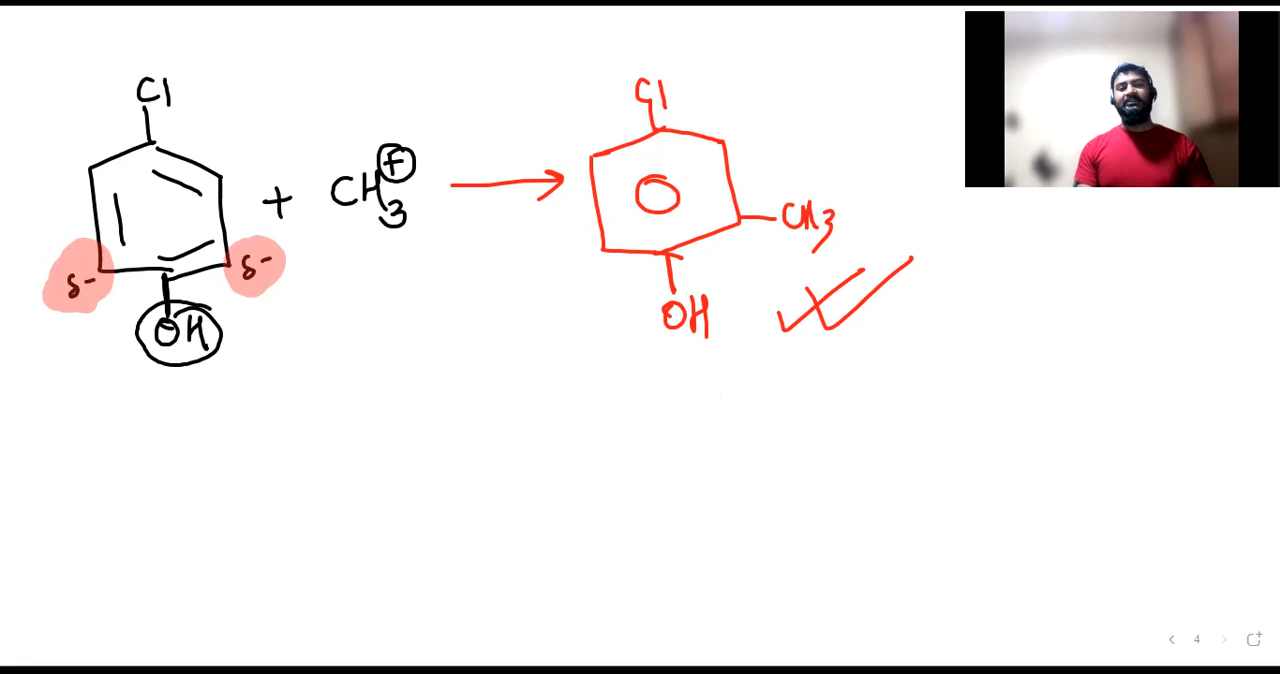 Cl
+ CH3+
δ- δ-
OH
Cl
CH3
OH
4